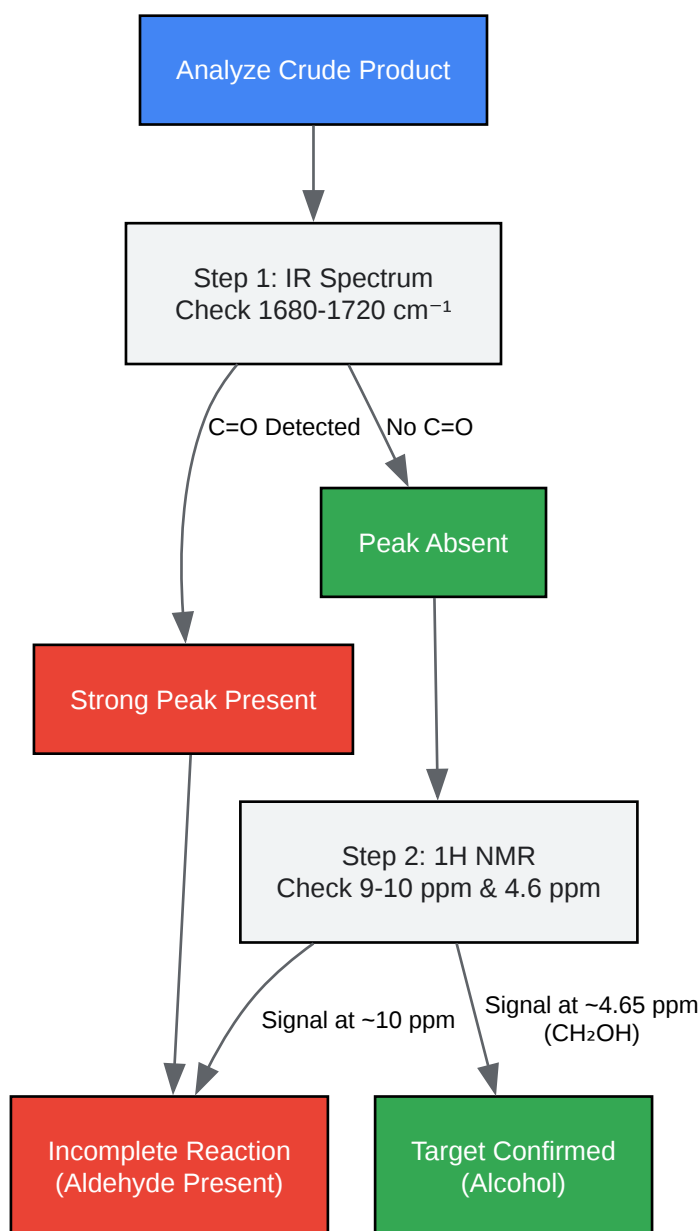 Analyze Crude Product
Step 1: IR Spectrum
Check 1680-1720 cm⁻¹
C=O Detected
No C=O
Peak Absent
Strong Peak Present
Step 2: 1H NMR
Check 9-10 ppm & 4.6 ppm
Signal at ~10 ppm
Signal at ~4.65 ppm
(CH₂OH)
Incomplete Reaction
(Aldehyde Present)
Target Confirmed
(Alcohol)